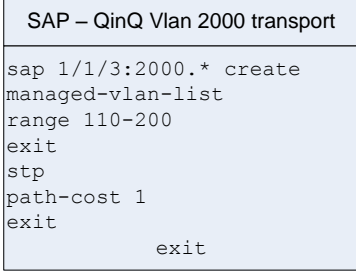 SAP – QinQ Vlan 2000 transport
sap 1/1/3:2000.* create
managed-vlan-list
range 110-200
exit
stp
path-cost 1
exit
exit